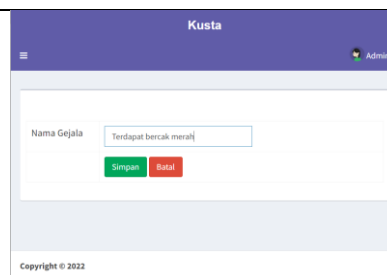 Kusta
Admin
Nama Gejala
Terdapat bercak merah
Simpan
Batal
Copyright © 2022